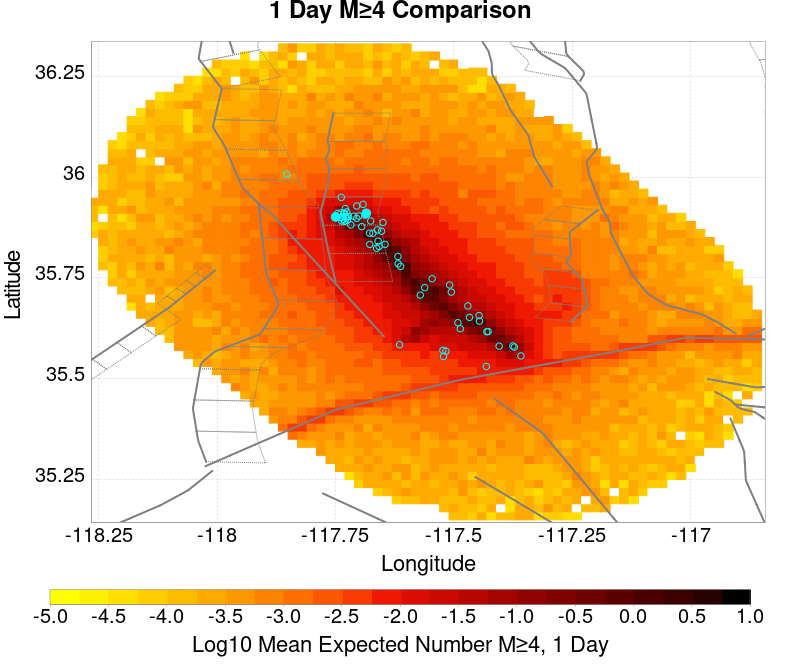 1 Day M≥4 Comparison
36.25
36
35.75
35.5
35.25
Latitude
-118.25 -118 -117.75 -117.5 -117.25 -117
Longitude
-5.0 -4.5 -4.0 -3.5 -3.0 -2.5 -2.0 -1.5 -1.0 -0.5 0.0 0.5 1.0
Log10 Mean Expected Number M≥4, 1 Day